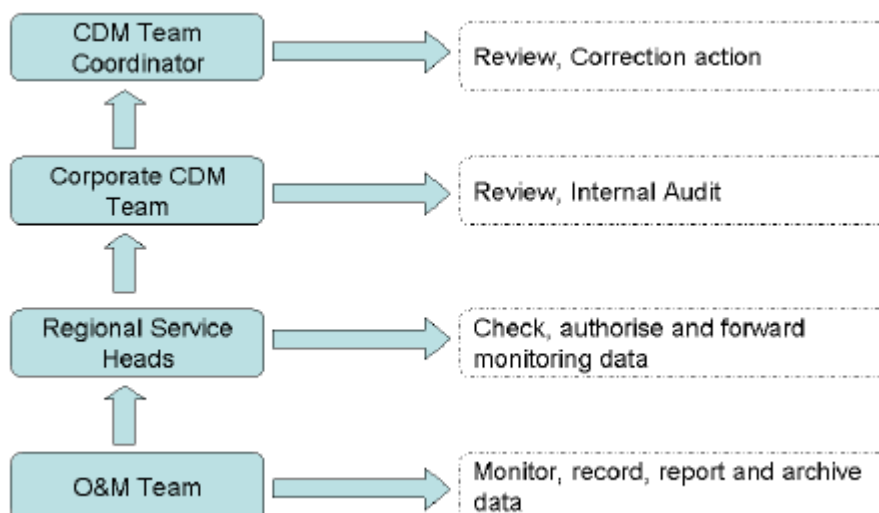 CDM Team
Coordinator
Review, Correction action
Corporate CDM
Team
Review, Internal Audit
Regional Service
Heads
Check, authorise and forward
monitoring data
O&M Team
Monitor, record, report and archive
data